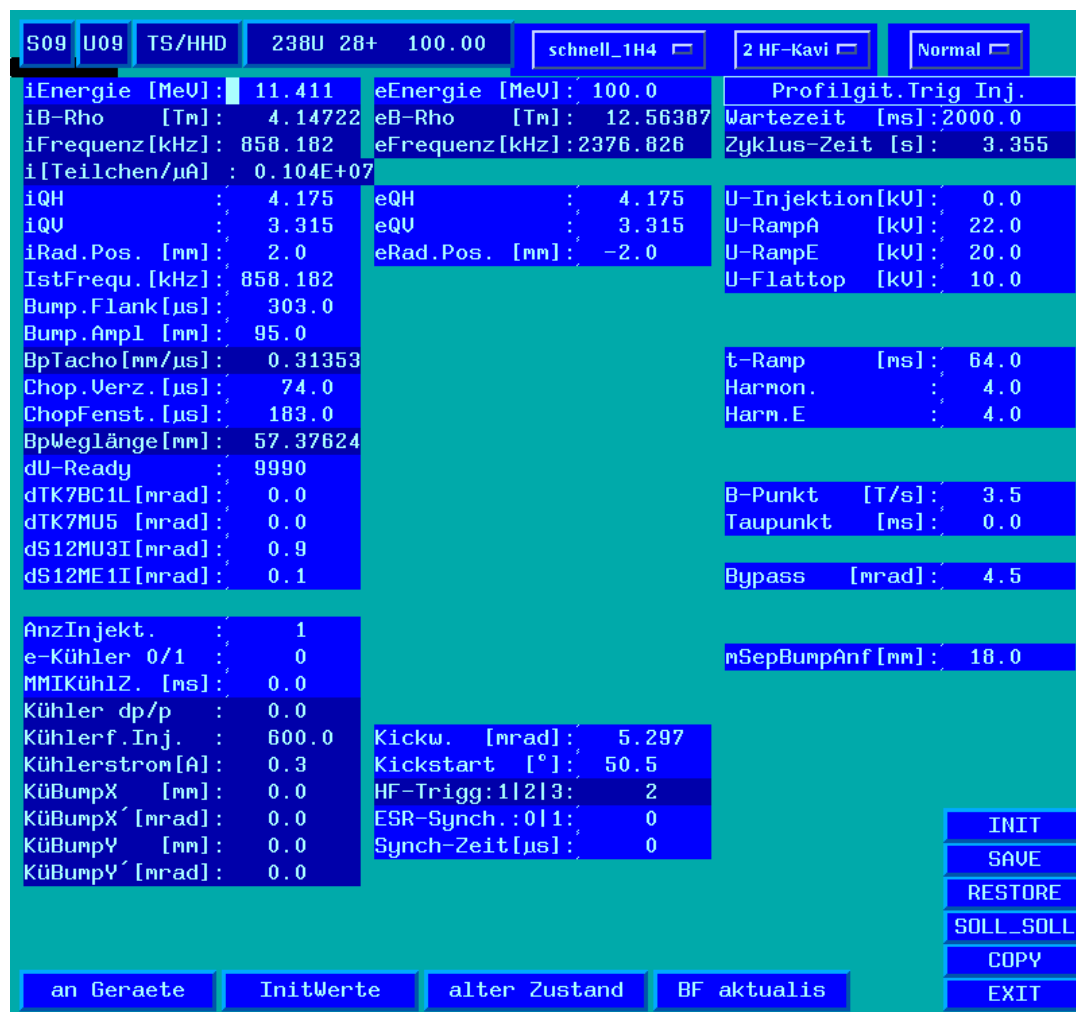 S09 U09 TS/HHD 238U 28+ 100.00 schnell_1H4 2 HF-Kavi Normal
iEnergie [MeV]: 11.411 eEnergie [MeV]: 100.0 Profilgit.Trig Inj.
iB-Rho [Tm]: 4.14722 eB-Rho [Tm]: 12.56387 Wartezeit [ms]:2000.0
iFrequenz[kHz]: 858.182 eFrequenz[kHz]:2376.826 Zyklus-Zeit [s]: 3.355
i[Teilchen/µA] : 0.104E+07
iQH : 4.175 eQH : 4.175 U-Injektion[kV]: 0.0
iQV : 3.315 eQV : 3.315 U-RampA [kV]: 22.0
iRad.Pos. [mm]: 2.0 eRad.Pos. [mm]: -2.0 U-RampE [kV]: 20.0
IstFrequ.[kHz]: 858.182 U-Flattop [kV]: 10.0
Bump.Flank[µs]: 303.0
Bump.Ampl [mm]: 95.0
BpTacho[mm/µs]: 0.31353 t-Ramp [ms]: 64.0
Chop.Verz.[µs]: 74.0 Harmon. : 4.0
ChopFenst.[µs]: 183.0 Harm.E : 4.0
BpWeglänge[mm]: 57.37624
dU-Ready : 9990
dTK7BC1L[mrad]: 0.0 B-Punkt [T/s]: 3.5
dTK7MU5 [mrad]: 0.0 Taupunkt [ms]: 0.0
dS12MU3I[mrad]: 0.9
dS12ME1I[mrad]: 0.1 Bypass [mrad]: 4.5
AnzInjekt. : 1
e-Kühler 0/1 : 0 mSepBumpAnf[mm]: 18.0
MMIKühlZ. [ms]: 0.0
Kühler dp/p : 0.0
Kühlerf.Inj. : 600.0 Kickw. [mrad]: 5.297
Kühlerstrom[A]: 0.3 Kickstart [°]: 50.5
KüBumpX [mm]: 0.0 HF-Trigg:1|2|3: 2
KüBumpX´[mrad]: 0.0 ESR-Synch.:0|1: 0 INIT
KüBumpY [mm]: 0.0 Synch-Zeit[µs]: 0 SAVE
KüBumpY´[mrad]: 0.0
RESTORE
SOLL_SOLL
COPY
an Geraete InitWerte alter Zustand BF aktualis EXIT